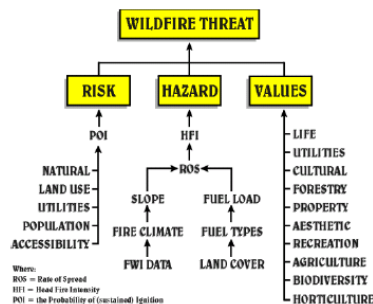 WILDFIRE THREAT
RISK
HAZARD
VALUES
POI
NATURAL
LAND USE
UTILITIES
POPULATION
ACCESSIBILITY
HFI
ROS
SLOPE
FUEL LOAD
FIRE CLIMATE
FUEL TYPES
FWI DATA
LAND COVER
LIFE
UTILITIES
CULTURAL
FORESTRY
PROPERTY
AESTHETIC
RECREATION
AGRICULTURE
BIODIVERSITY
HORTICULTURE
Where:
ROS = Rate of Spread
HFI = Head Fire Intensity
POI = the Probability of (sustained) Ignition